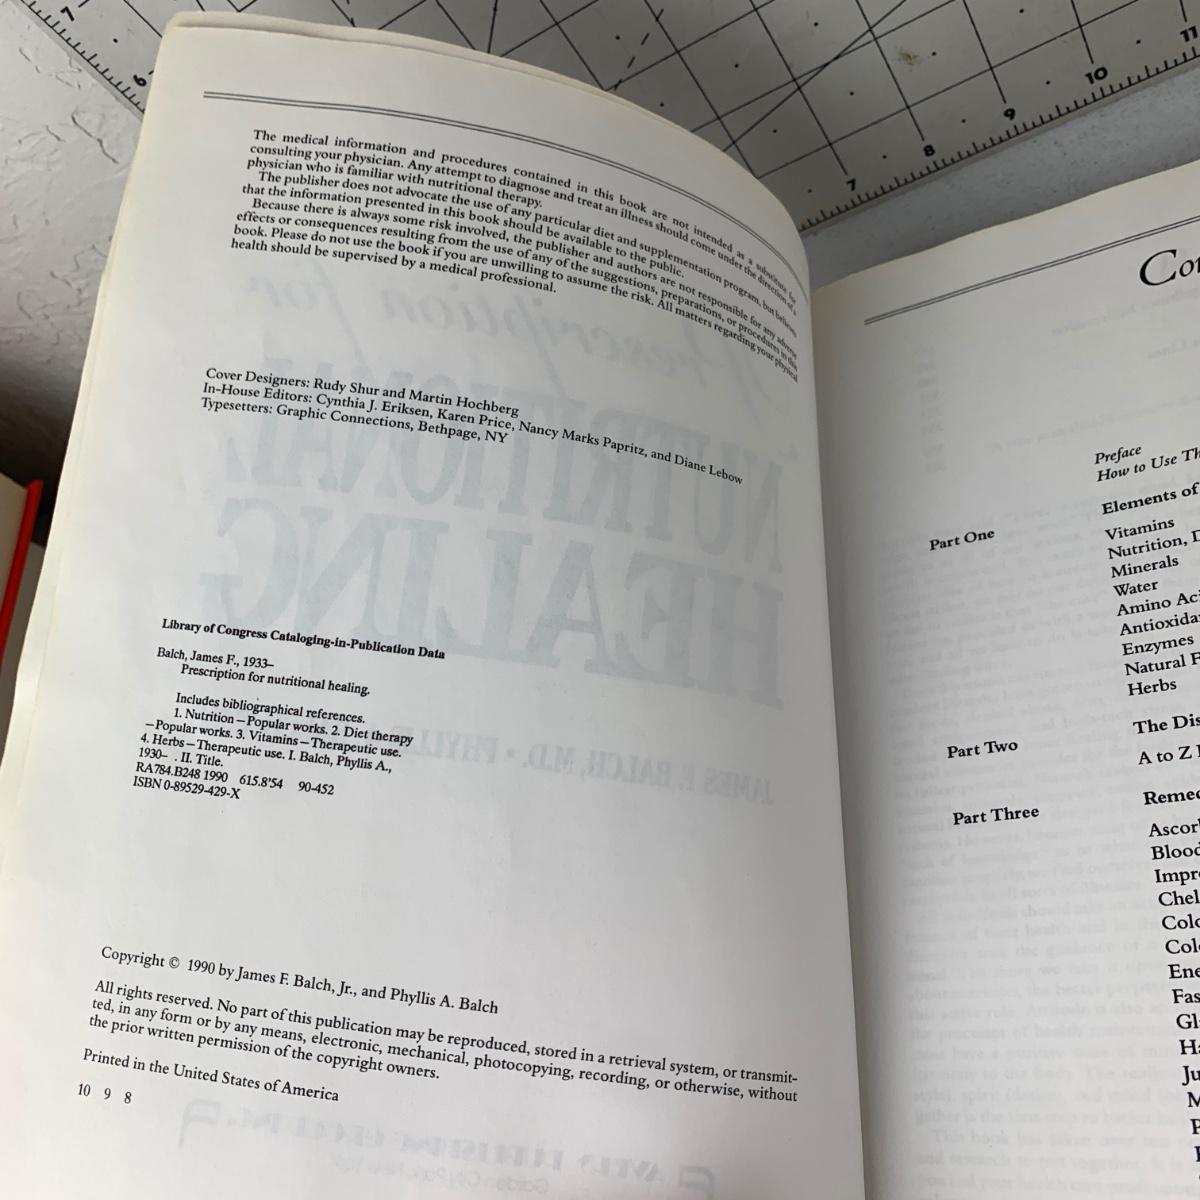 The medical information and procedures contained in this book are not intended as a substitute for
consulting your physician. Any attempt to diagnose and treat an illness should come under the direction of a
physician who is familiar with nutritional therapy.
The publisher does not advocate the use of any particular diet and supplementation program, but believes
that the information presented in this book should be available to the public.
Because there is always some risk involved, the publisher and authors are not responsible for any adverse
effects or consequences resulting from the use of any of the suggestions, preparations, or procedures in this
book. Please do not use the book if you are unwilling to assume the risk. All matters regarding your physical
health should be supervised by a medical professional.
Cover Designers: Rudy Shur and Martin Hochberg
In-House Editors: Cynthia J. Eriksen, Karen Price, Nancy Marks Papritz, and Diane Lebow
Typesetters: Graphic Connections, Bethpage, NY
Library of Congress Cataloging-in-Publication Data
Balch, James F., 1933–
Prescription for nutritional healing.
Includes bibliographical references.
1. Nutrition—Popular works. 2. Diet therapy
—Popular works. 3. Vitamins—Therapeutic use.
4. Herbs—Therapeutic use. I. Balch, Phyllis A.,
1930– . II. Title.
RA784.B248 1990 615.8'54 90-452
ISBN 0-89529-429-X
Copyright © 1990 by James F. Balch, Jr., and Phyllis A. Balch
All rights reserved. No part of this publication may be reproduced, stored in a retrieval system, or transmit-
ted, in any form or by any means, electronic, mechanical, photocopying, recording, or otherwise, without
the prior written permission of the copyright owners.
Printed in the United States of America
10 9 8
Con
Preface
How to Use Th
Part One
Elements of
Vitamins
Nutrition, D
Minerals
Water
Amino Aci
Antioxida
Enzymes
Natural F
Herbs
Part Two
The Dis
A to Z
Part Three
Remed
Ascorb
Blood
Impr
Chel
Colo
Col
Ene
Fas
Gl
Ha
Ju
M
P
7
6
7
8
9
10
11